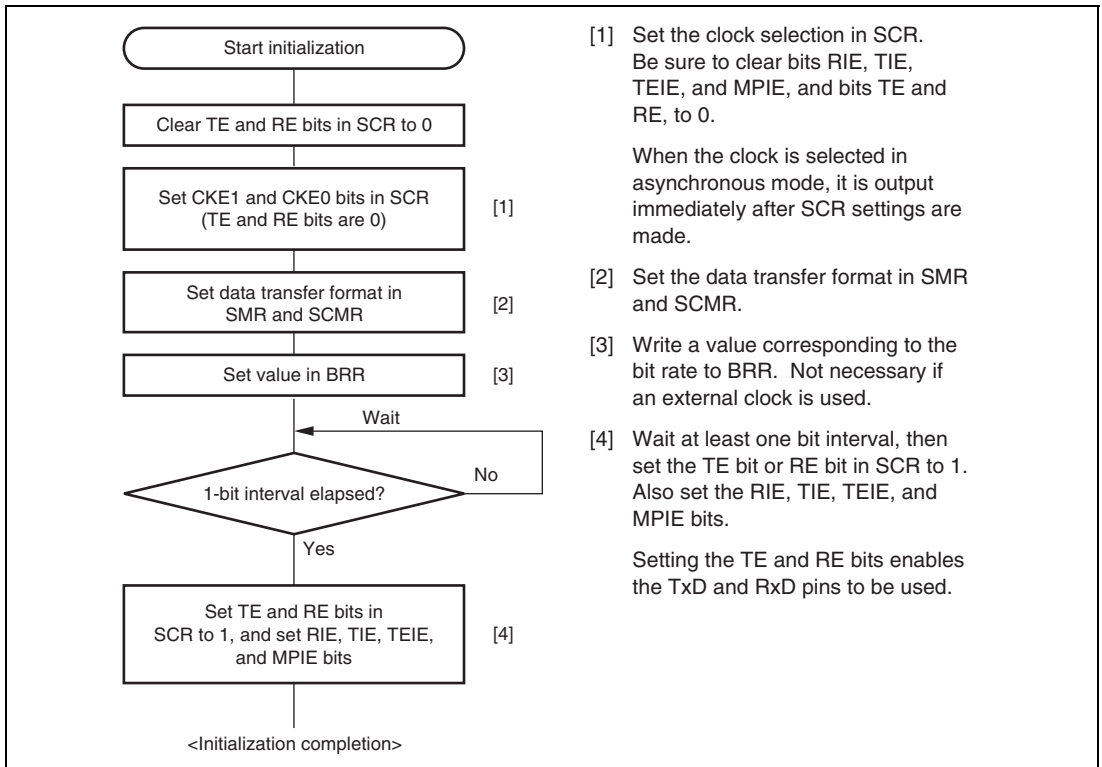 Start initialization
Clear TE and RE bits in SCR to 0
Set CKE1 and CKE0 bits in SCR
(TE and RE bits are 0)
[1]
Set data transfer format in
SMR and SCMR
[2]
Set value in BRR
[3]
Wait
No
1-bit interval elapsed?
Yes
Set TE and RE bits in
SCR to 1, and set RIE, TIE, TEIE,
and MPIE bits
[4]
<Initialization completion>
[1] Set the clock selection in SCR.
Be sure to clear bits RIE, TIE,
TEIE, and MPIE, and bits TE and
RE, to 0.
When the clock is selected in
asynchronous mode, it is output
immediately after SCR settings are
made.
[2] Set the data transfer format in SMR
and SCMR.
[3] Write a value corresponding to the
bit rate to BRR. Not necessary if
an external clock is used.
[4] Wait at least one bit interval, then
set the TE bit or RE bit in SCR to 1.
Also set the RIE, TIE, TEIE, and
MPIE bits.
Setting the TE and RE bits enables
the TxD and RxD pins to be used.